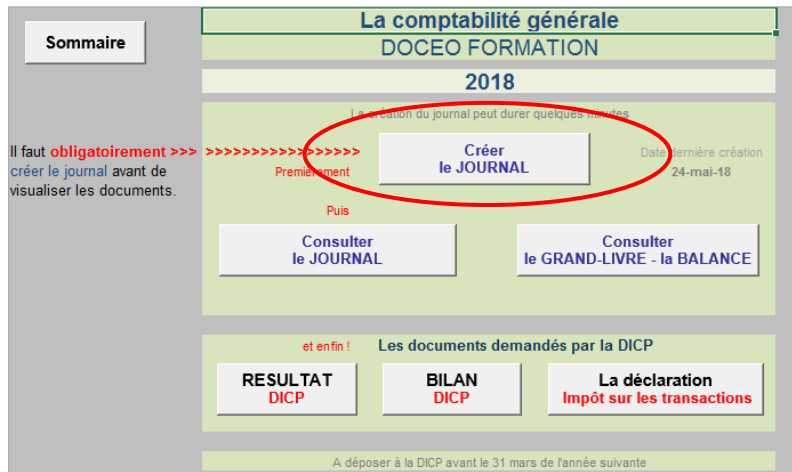 La comptabilité générale
Sommaire
DOCEO FORMATION
2018
La création du journal peut durer quelques minutes
Il faut obligatoirement >>> >>>>>>>>>>>>>>>>>
créer le journal avant de
visualiser les documents.
Premièrement
Créer
le JOURNAL
Date dernière création
24-mai-18
Puis
Consulter
le JOURNAL
Consulter
le GRAND-LIVRE - la BALANCE
et enfin !
Les documents demandés par la DICP
RESULTAT
DICP
BILAN
DICP
La déclaration
Impôt sur les transactions
A déposer à la DICP avant le 31 mars de l'année suivante